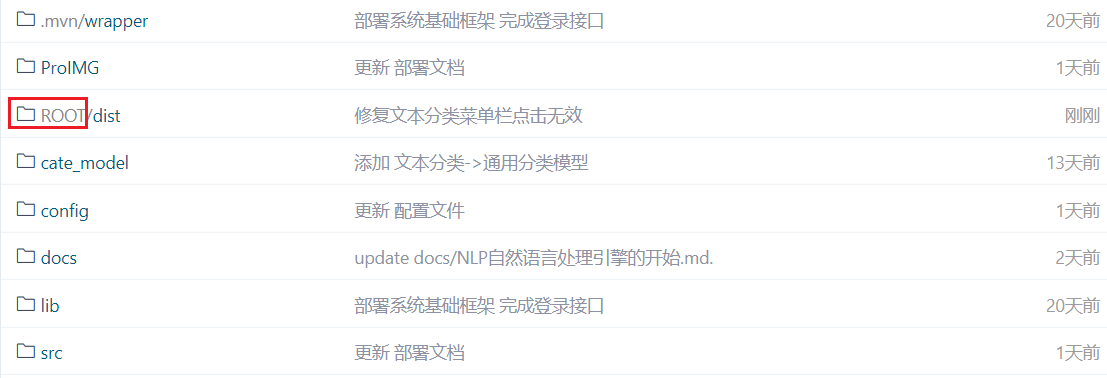 .mvn/wrapper 部署系统基础框架 完成登录接口 20天前
ProIMG 更新 部署文档 1天前
ROOT/dist 修复文本分类菜单栏点击无效 刚刚
cate_model 添加 文本分类->通用分类模型 13天前
config 更新 配置文件 1天前
docs update docs/NLP自然语言处理引擎的开始.md. 2天前
lib 部署系统基础框架 完成登录接口 20天前
src 更新 部署文档 1天前